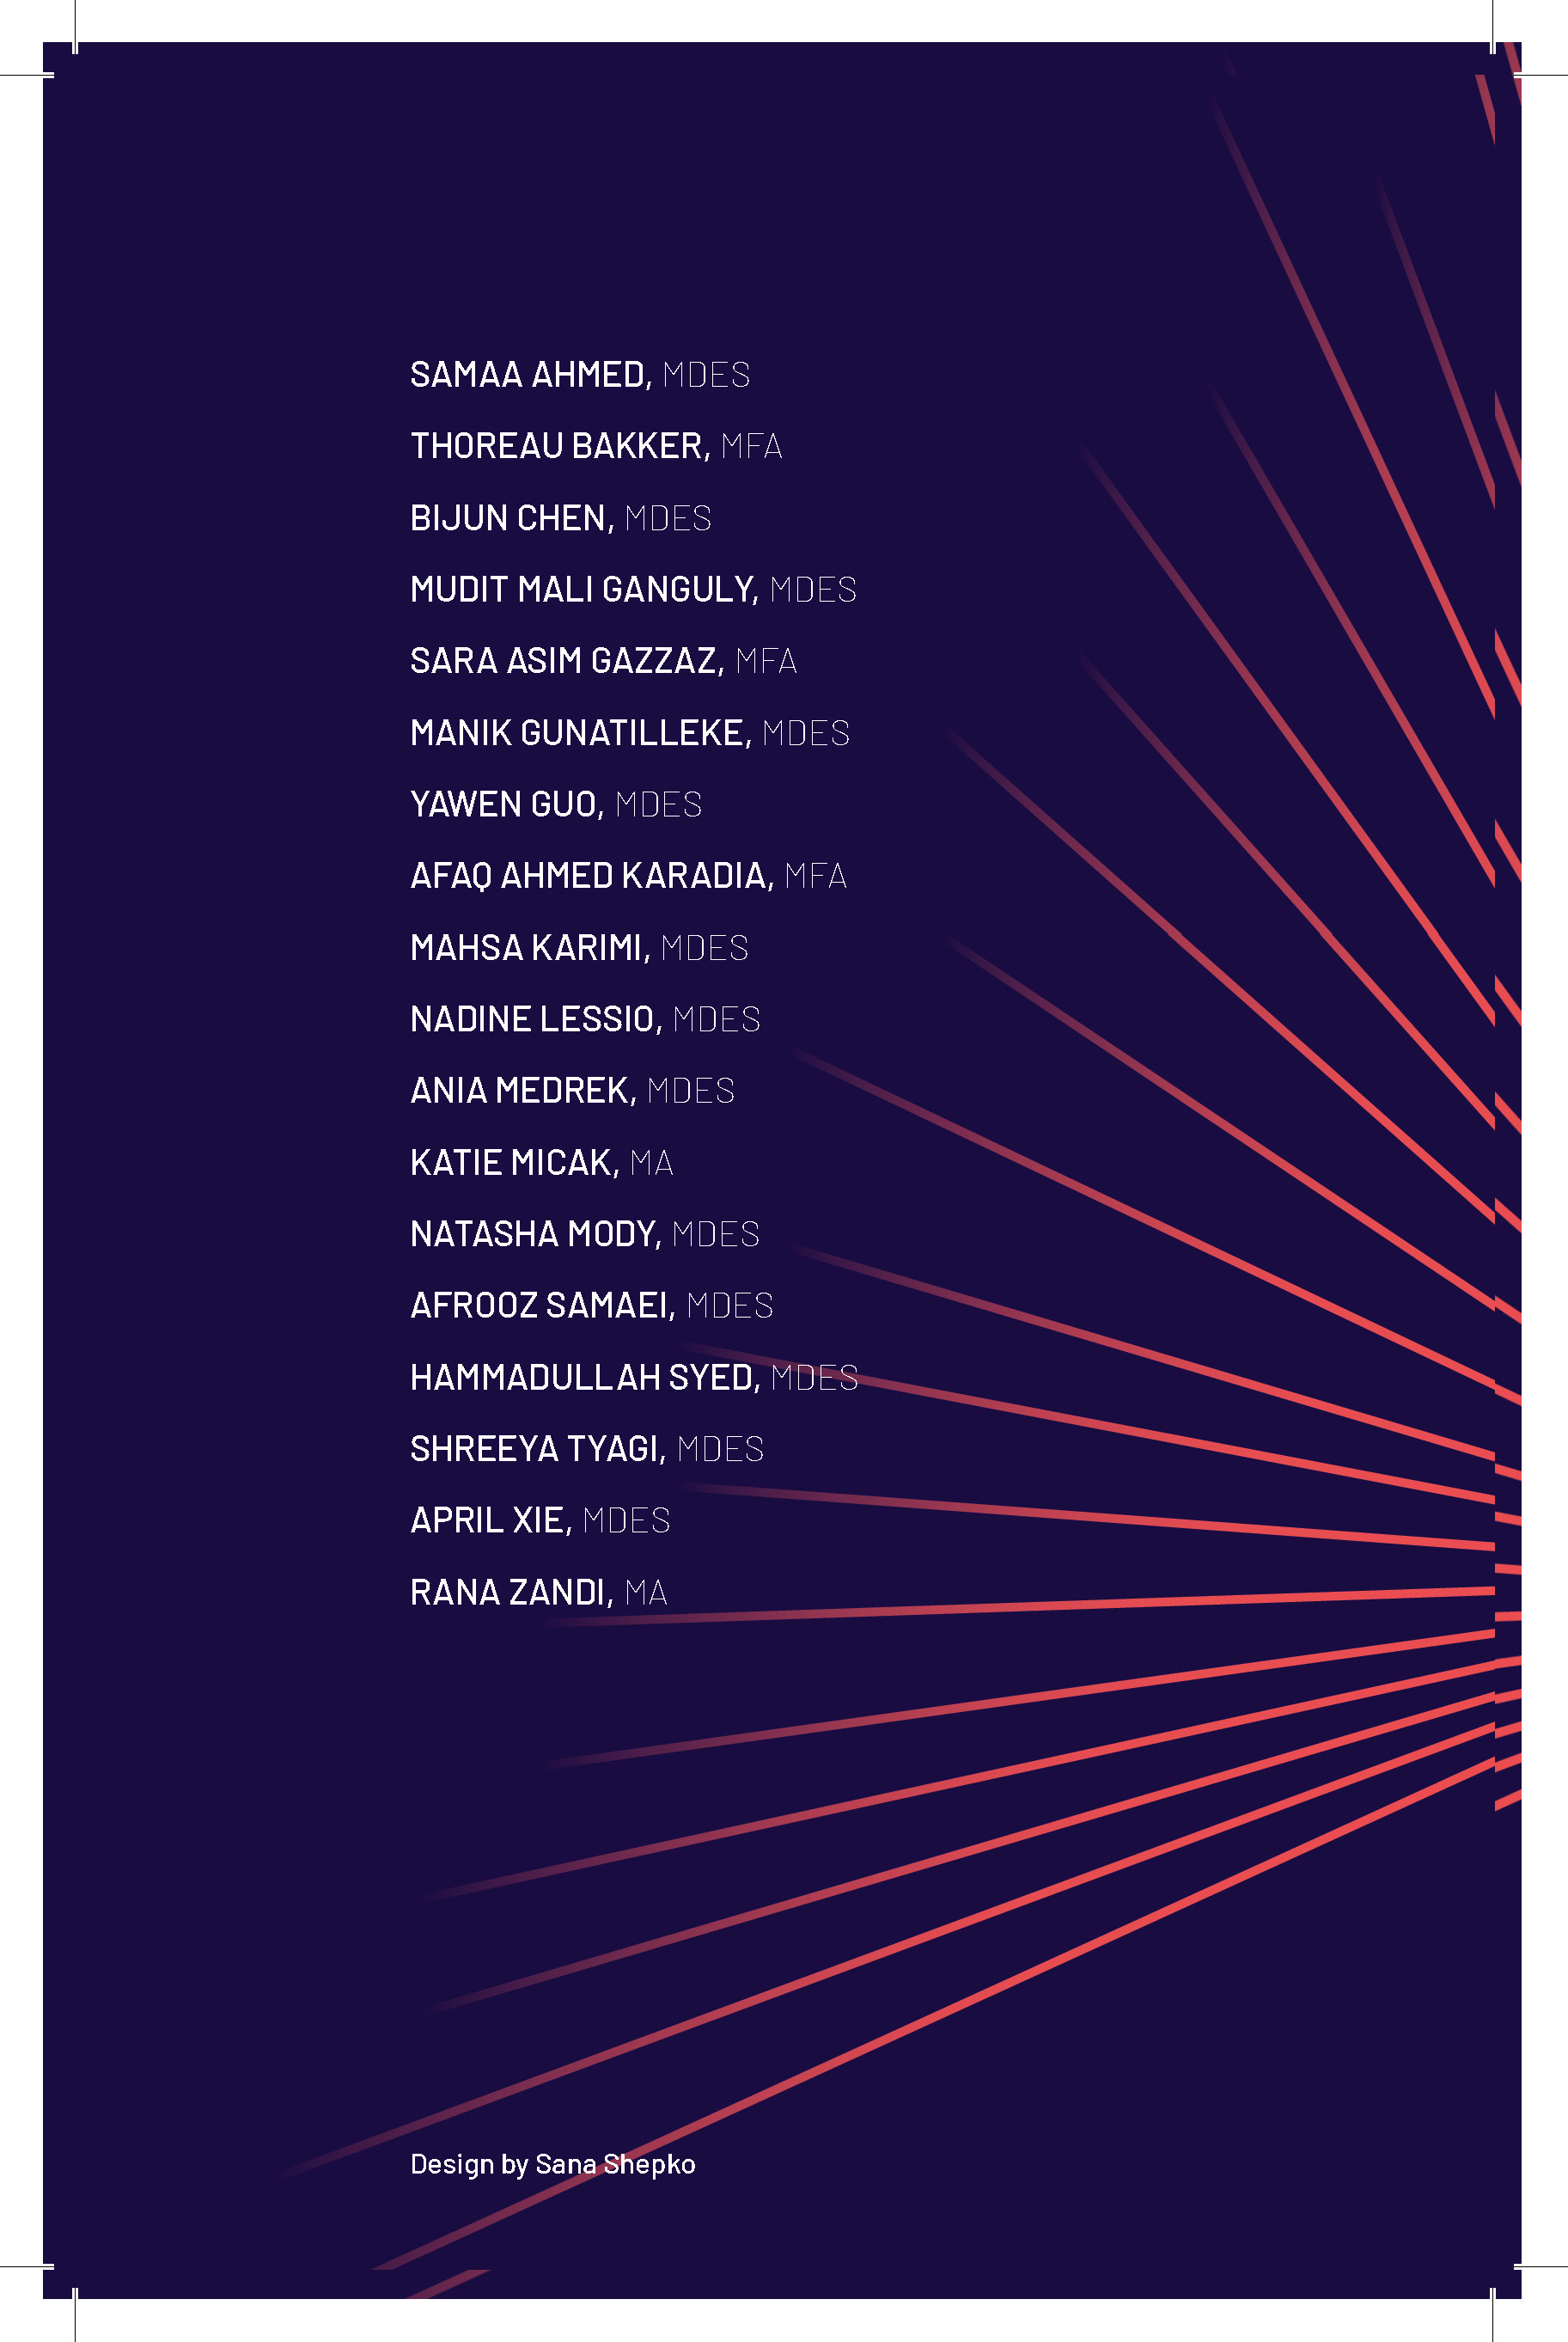 SAMAA AHMED, MDES
THOREAU BAKKER, MFA
BIJUN CHEN, MDES
MUDIT MALI GANGULY, MDES
SARA ASIM GAZZAZ, MFA
MANIK GUNATILLEKE, MDES
YAWEN GUO, MDES
AFAQ AHMED KARADIA, MFA
MAHSA KARIMI, MDES
NADINE LESSIO, MDES
ANIA MEDREK, MDES
KATIE MICAK, MA
NATASHA MODY, MDES
AFROOZ SAMAEI, MDES
HAMMADULLAH SYED, MDES
SHREEYA TYAGI, MDES
APRIL XIE, MDES
RANA ZANDI, MA
Design by Sana Shepko